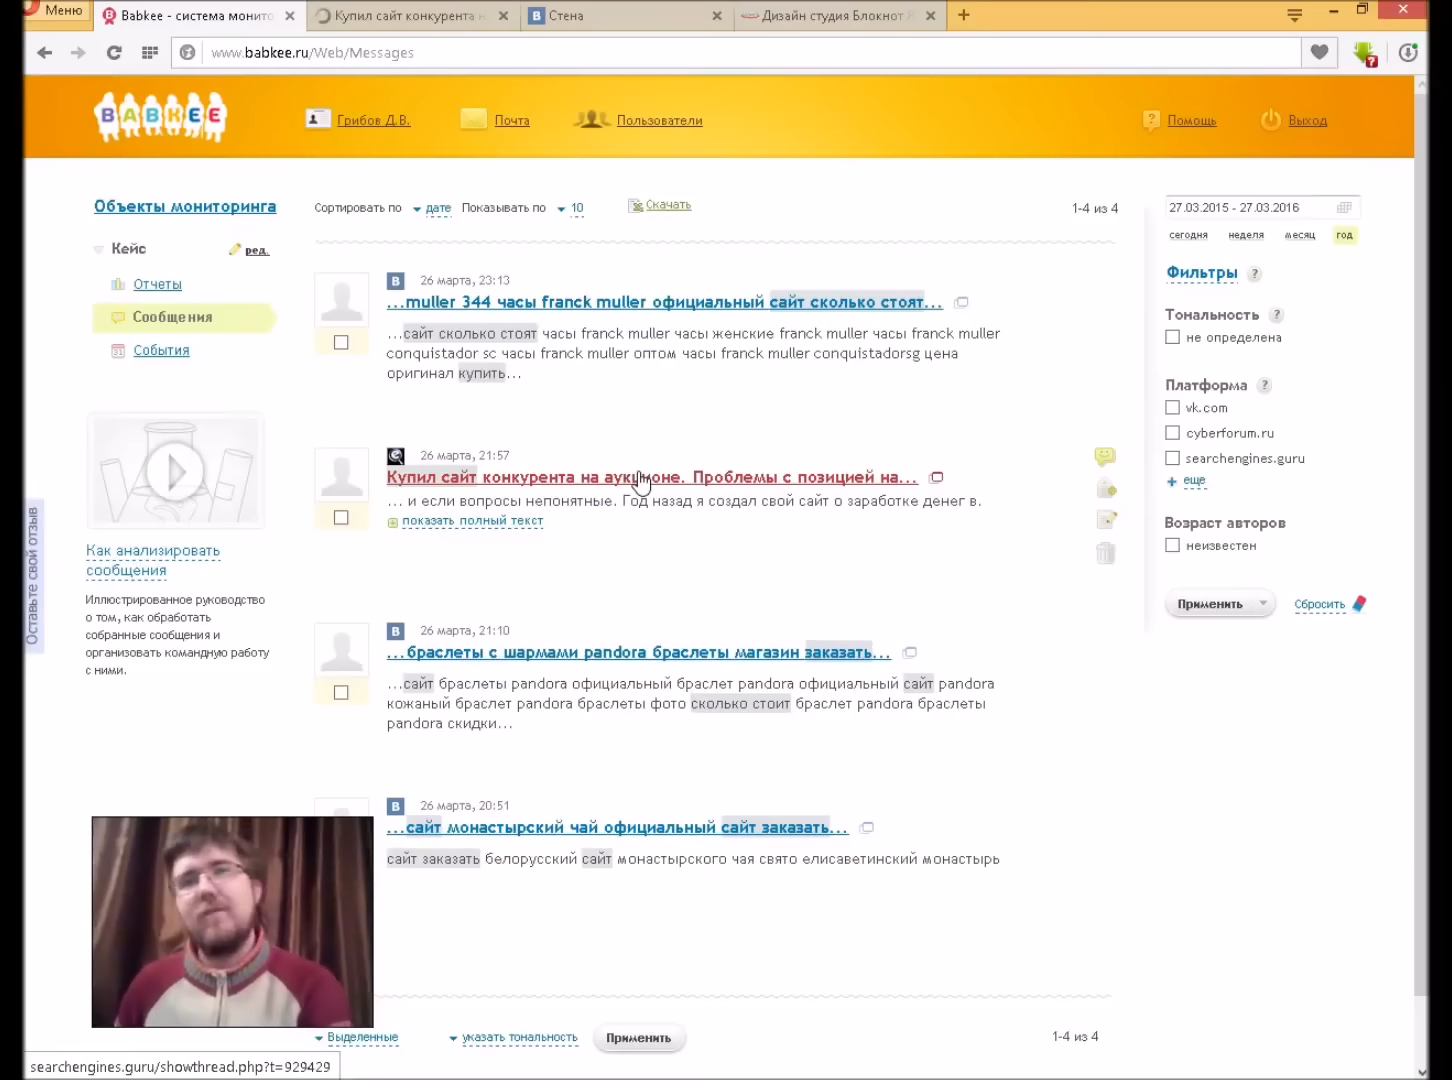 Меню
Babkee - система монито
Купил сайт конкурента н
Стена
Дизайн студия Блокнот
www.babkee.ru/Web/Messages
BABKEE
Грибов Д.В.
Почта
Пользователи
Помощь
Выход
Объекты мониторинга
Кейс
ред.
Отчеты
Сообщения
События
Как анализировать
сообщения
Иллюстрированное руководство
о том, как обработать
собранные сообщения и
организовать командную работу
с ними.
Оставьте свой отзыв
Сортировать по дате Показывать по 10
Скачать
1-4 из 4
26 марта, 23:13
...muller 344 часы franck muller официальный сайт сколько стоят...
...сайт сколько стоят часы franck muller часы женские franck muller часы franck muller
conquistador sc часы franck muller оптом часы franck muller conquistadorsg цена
оригинал купить...
26 марта, 21:57
Купил сайт конкурента на аукционе. Проблемы с позицией на...
... и если вопросы непонятные. Год назад я создал свой сайт о заработке денег в.
показать полный текст
26 марта, 21:10
...браслеты с шармами pandora браслеты магазин заказать...
...сайт браслеты pandora официальный браслет pandora официальный сайт pandora
кожаный браслет pandora браслеты фото сколько стоит браслет pandora браслеты
pandora скидки...
26 марта, 20:51
...сайт монастырский чай официальный сайт заказать...
сайт заказать белорусский сайт монастырского чая свято елисаветинский монастырь
Выделенные
указать тональность
Применить
1-4 из 4
27.03.2015 - 27.03.2016
сегодня неделя месяц год
Фильтры ?
Тональность ?
не определена
Платформа ?
vk.com
cyberforum.ru
searchengines.guru
+ еще
Возраст авторов
неизвестен
Применить
Сбросить
searchengines.guru/showthread.php?t=929429